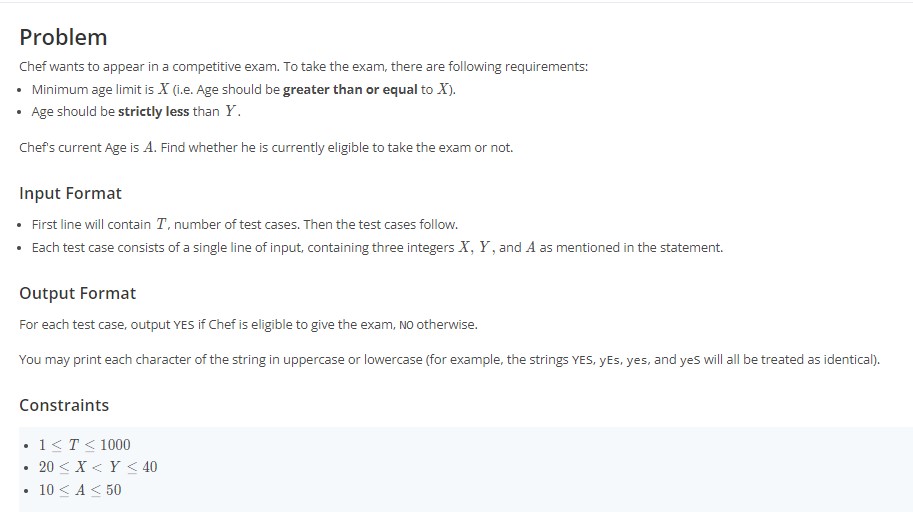 Problem
Chef wants to appear in a competitive exam. To take the exam, there are following requirements:
• Minimum age limit is X (i.e. Age should be greater than or equal to X).
• Age should be strictly less than Y.
Chef's current Age is A. Find whether he is currently eligible to take the exam or not.
Input Format
• First line will contain T, number of test cases. Then the test cases follow.
• Each test case consists of a single line of input, containing three integers X, Y, and A as mentioned in the statement.
Output Format
For each test case, output YES if Chef is eligible to give the exam, NO otherwise.
You may print each character of the string in uppercase or lowercase (for example, the strings YES, yEs, yes, and yeS will all be treated as identical).
Constraints
• 1 ≤ T ≤ 1000
• 20 ≤ X < Y ≤ 40
• 10 ≤ A ≤ 50